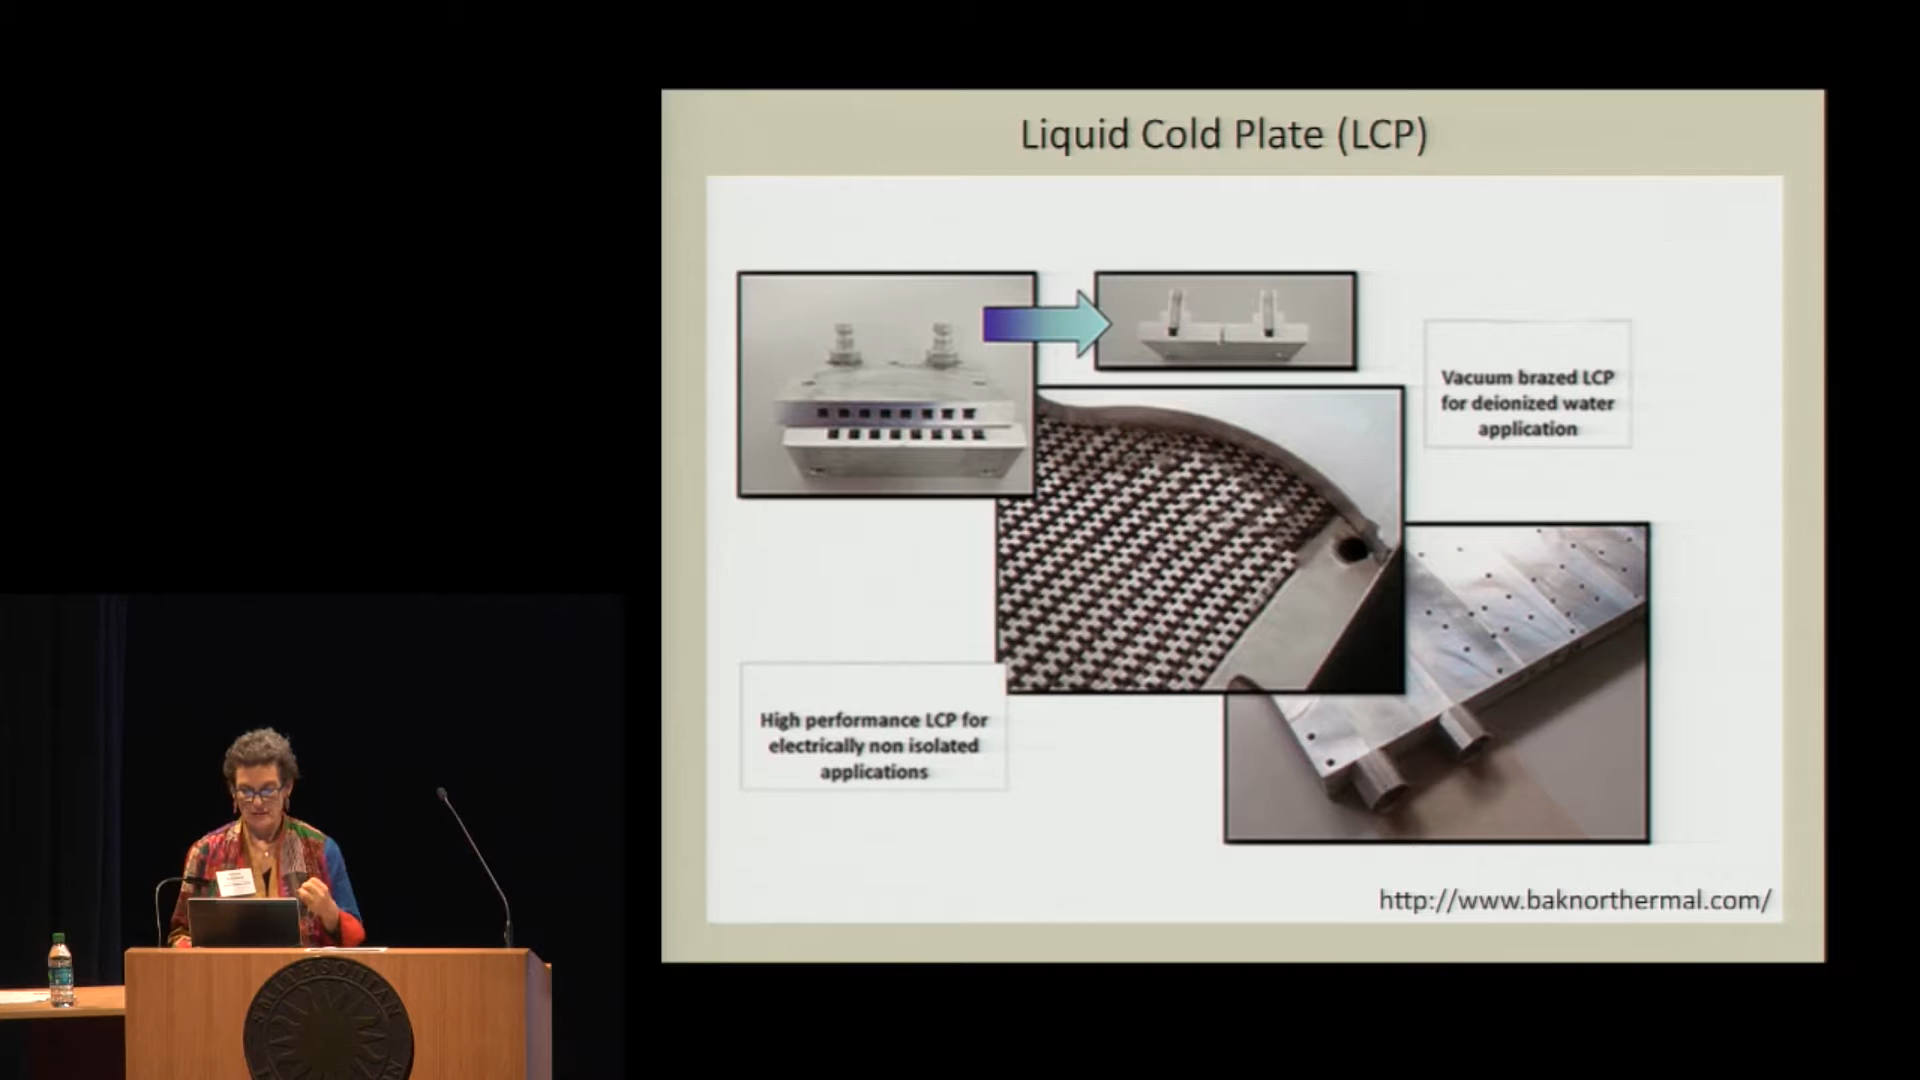 Liquid Cold Plate (LCP)
Vacuum brazed LCP
for deionized water
application
High performance LCP for
electrically non isolated
applications
http://www.baknorthermal.com/
SMITHSONIAN